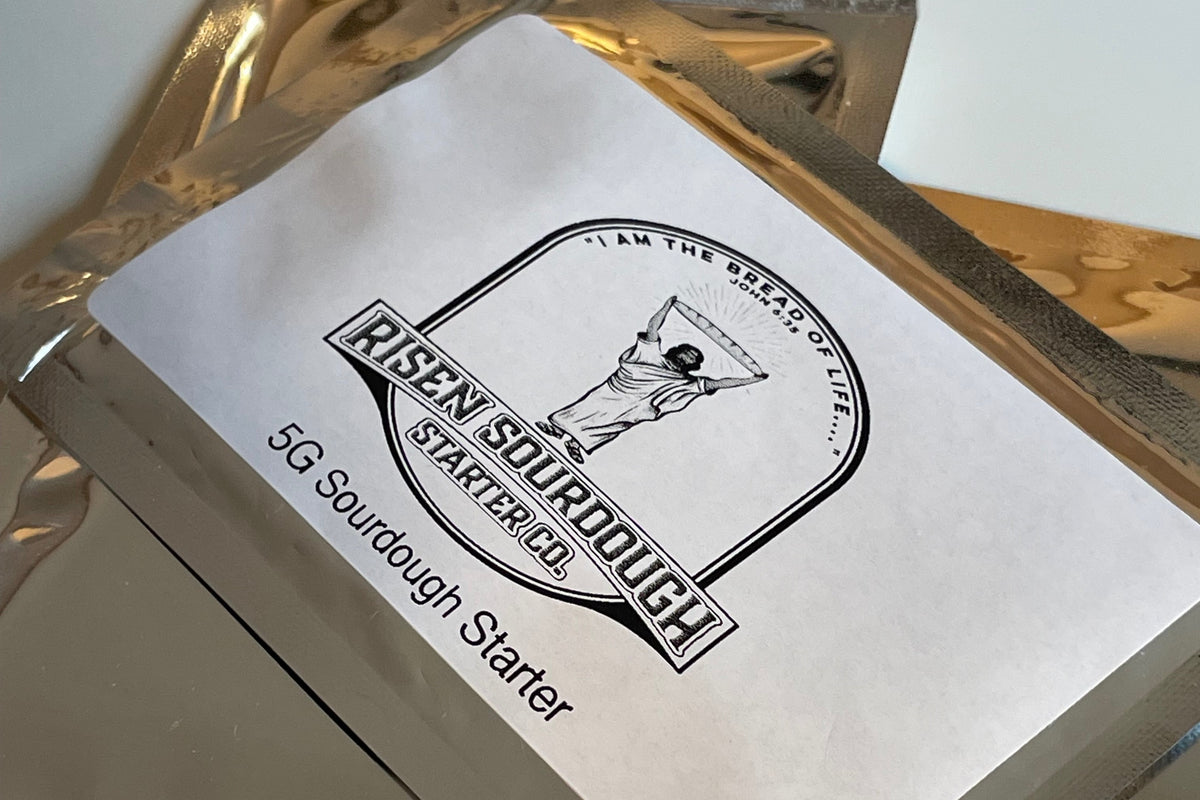 "I AM THE BREAD OF LIFE...."
JOHN 6:35
RISEN SOURDOUGH
STARTER CO.
5G Sourdough Starter